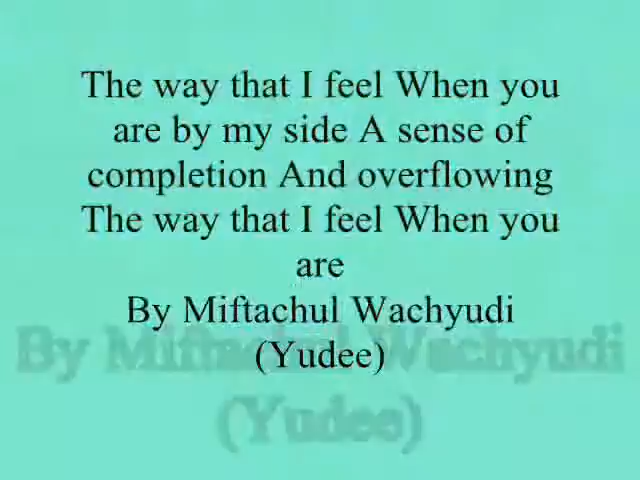 The way that I feel When you
are by my side A sense of
completion And overflowing
The way that I feel When you
are
By Miftachul Wachyudi
(Yudee)
By Miftachul Wachyudi
(Yudee)